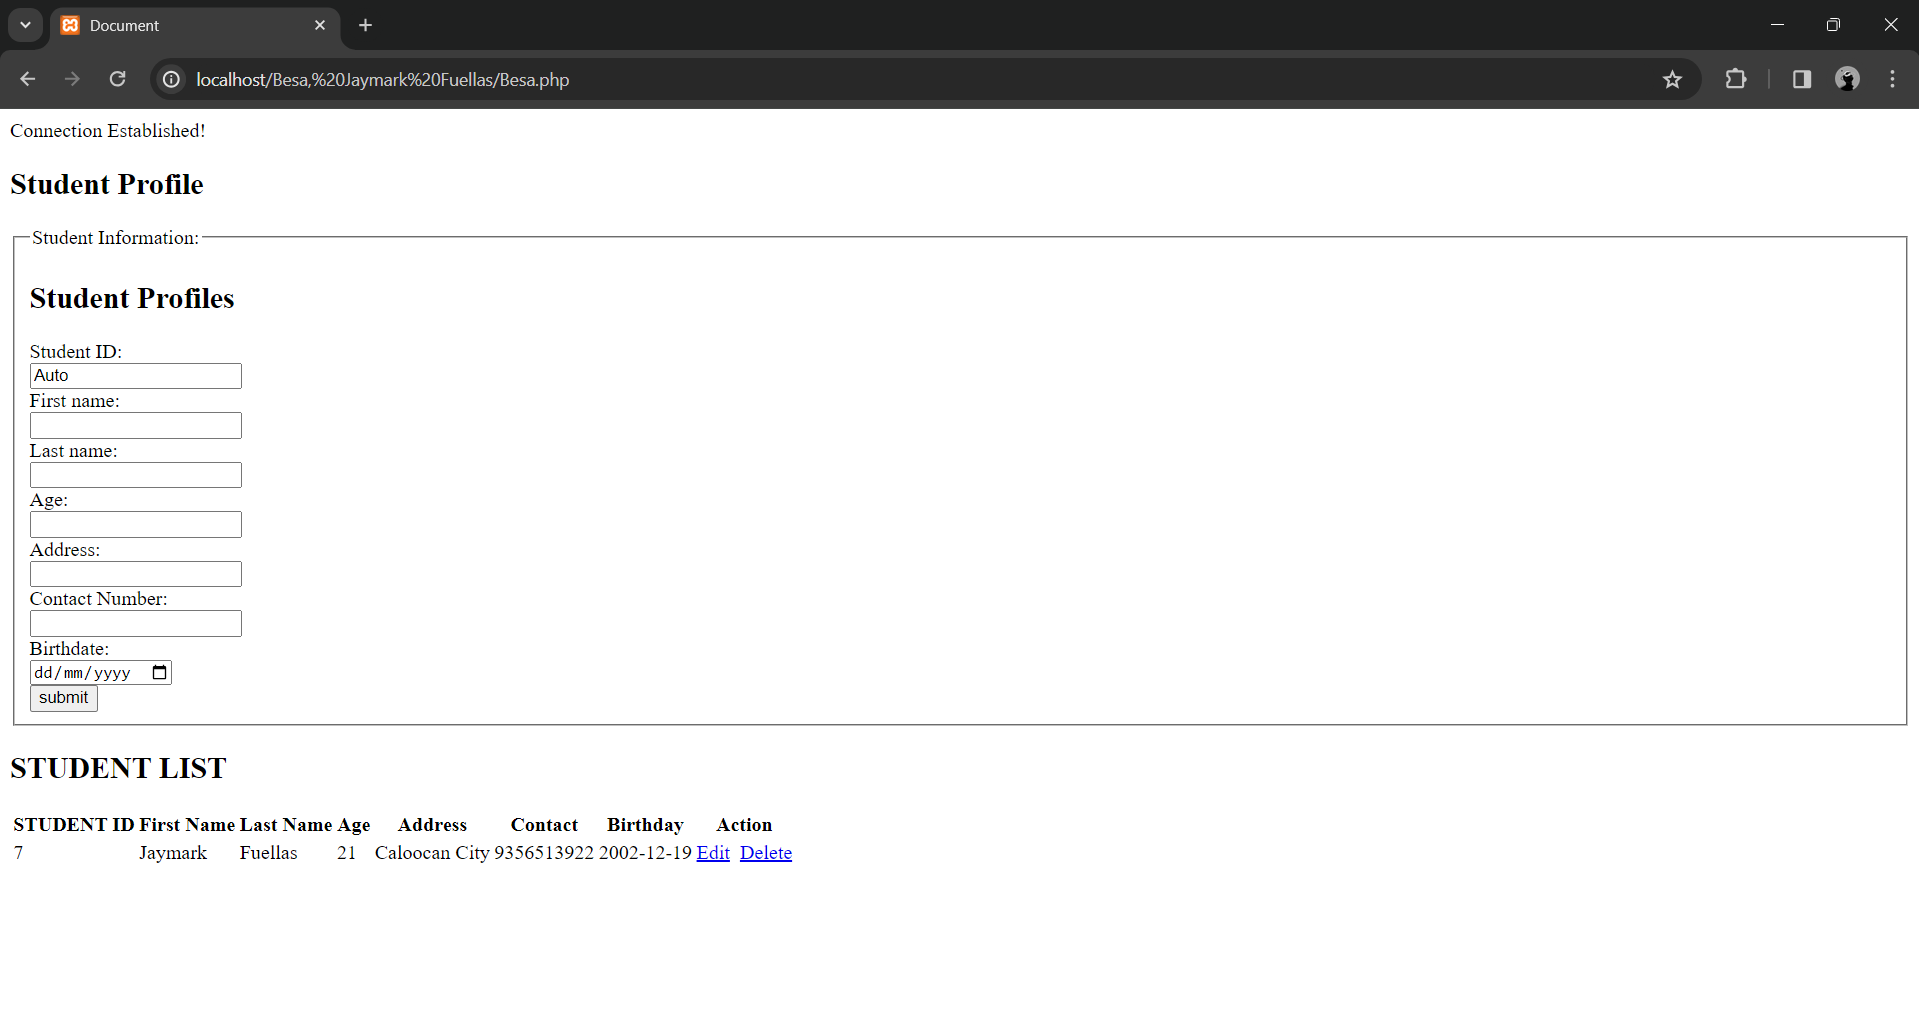 Document
localhost/Besa,%20Jaymark%20Fuellas/Besa.php
Connection Established!
Student Profile
Student Information:
Student Profiles
Student ID:
Auto
First name:
Last name:
Age:
Address:
Contact Number:
Birthdate:
dd/mm/yyyy
submit
STUDENT LIST
STUDENT ID First Name Last Name Age Address Contact Birthday Action
7 Jaymark Fuellas 21 Caloocan City 9356513922 2002-12-19 Edit Delete